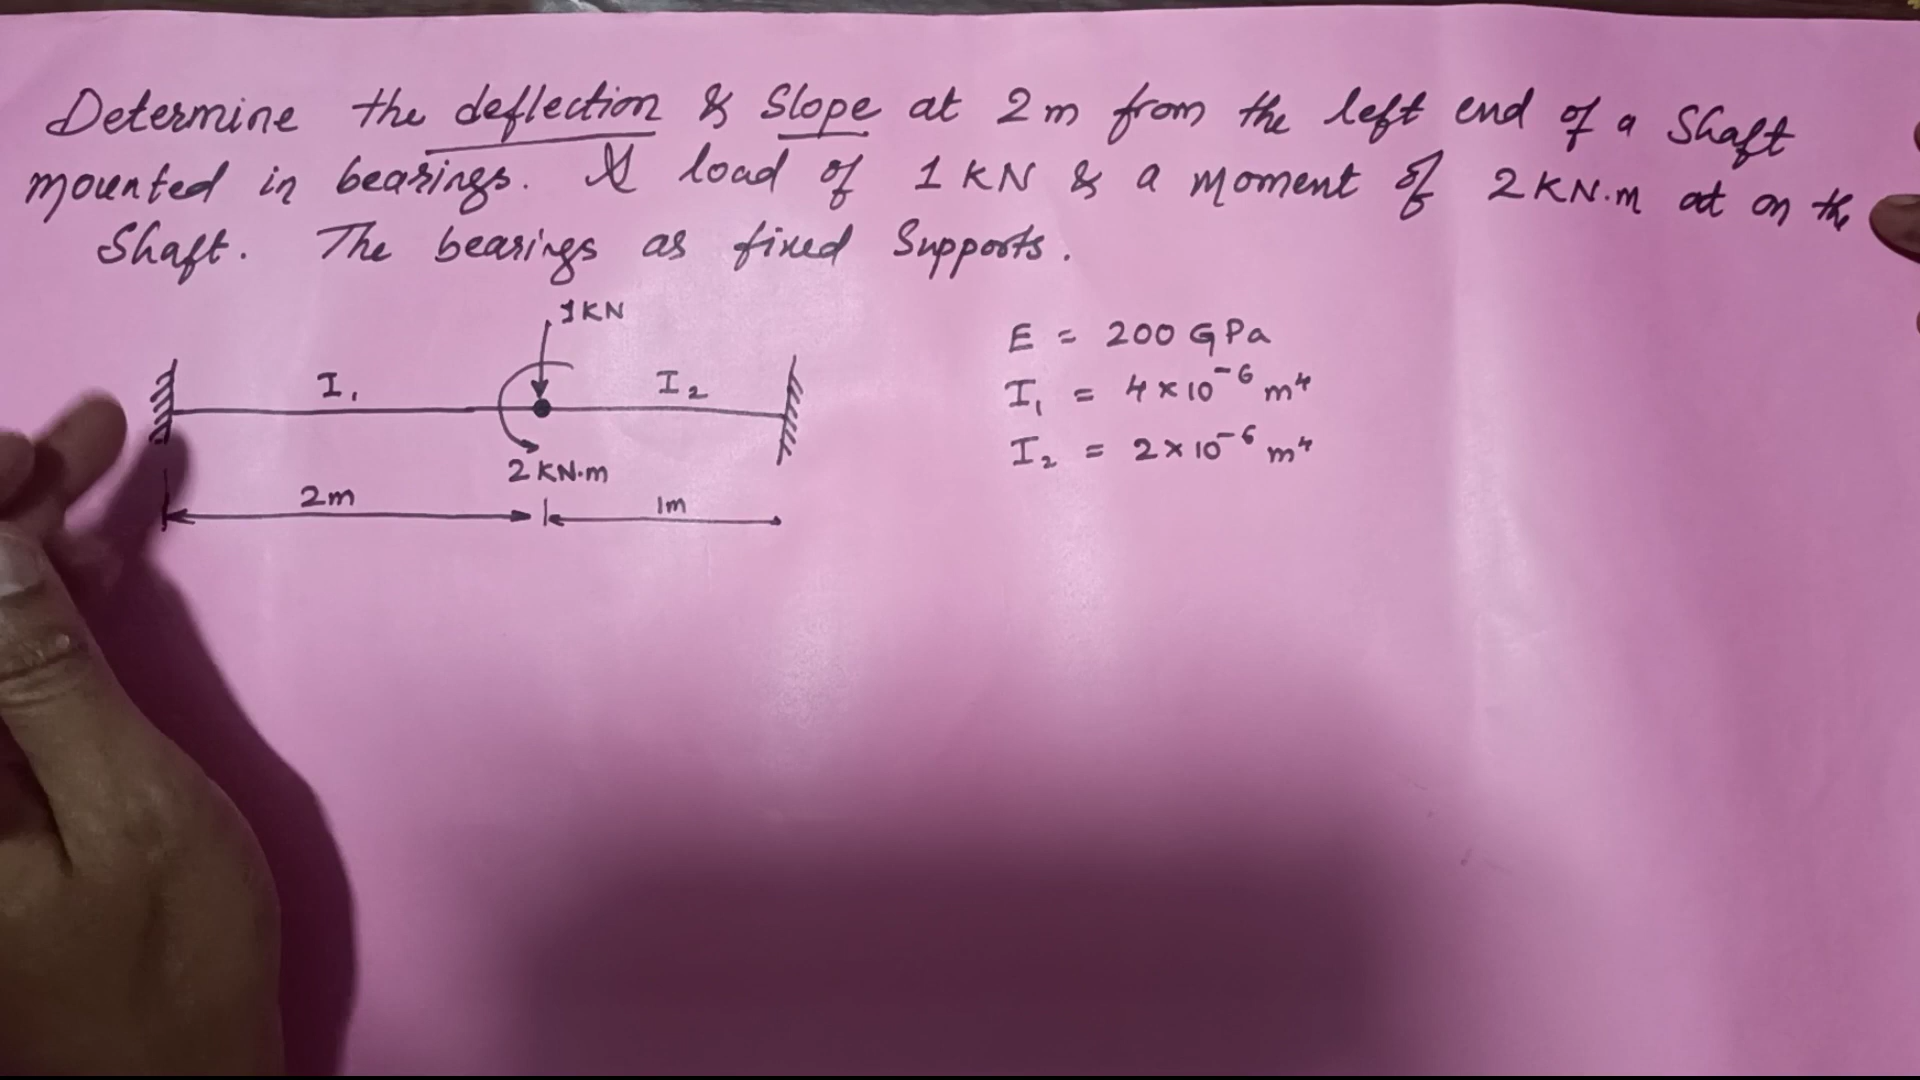 Determine the deflection & Slope at 2 m from the left end of a Shaft
mounted in bearings. A load of 1 KN & a moment of 2 KN.m at on the
Shaft. The bearings as fixed Supports.
1 KN
I₁
I₂
2 KN.m
2m
1m
E = 200 GPa
I₁ = 4 × 10⁻⁶ m⁴
I₂ = 2 × 10⁻⁶ m⁴